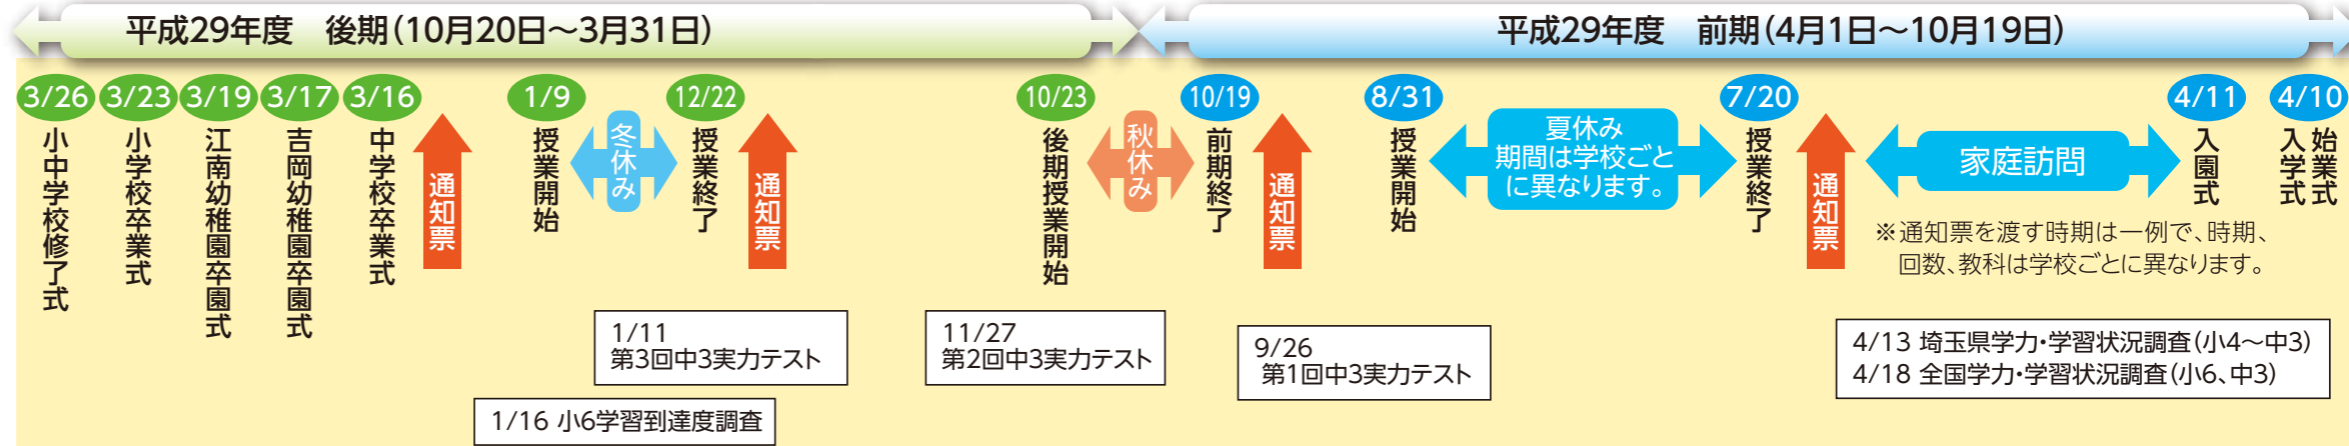 平成29年度　後期（10月20日～3月31日）
平成29年度　前期（4月1日～10月19日）
4/10
始業式
入学式
4/11
入園式
家庭訪問
通知票
※通知票を渡す時期は一例で、時期、
回数、教科は学校ごとに異なります。
7/20
授業終了
夏休み
期間は学校ごと
に異なります。
8/31
授業開始
通知票
10/19
前期終了
秋休み
10/23
後期授業開始
通知票
12/22
授業終了
冬休み
1/9
授業開始
通知票
3/16
中学校卒業式
3/17
吉岡幼稚園卒園式
3/19
江南幼稚園卒園式
3/23
小学校卒業式
3/26
小中学校修了式
4/13 埼玉県学力・学習状況調査（小4～中3）
4/18 全国学力・学習状況調査（小6、中3）
9/26
第1回中3実力テスト
11/27
第2回中3実力テスト
1/11
第3回中3実力テスト
1/16 小6学習到達度調査